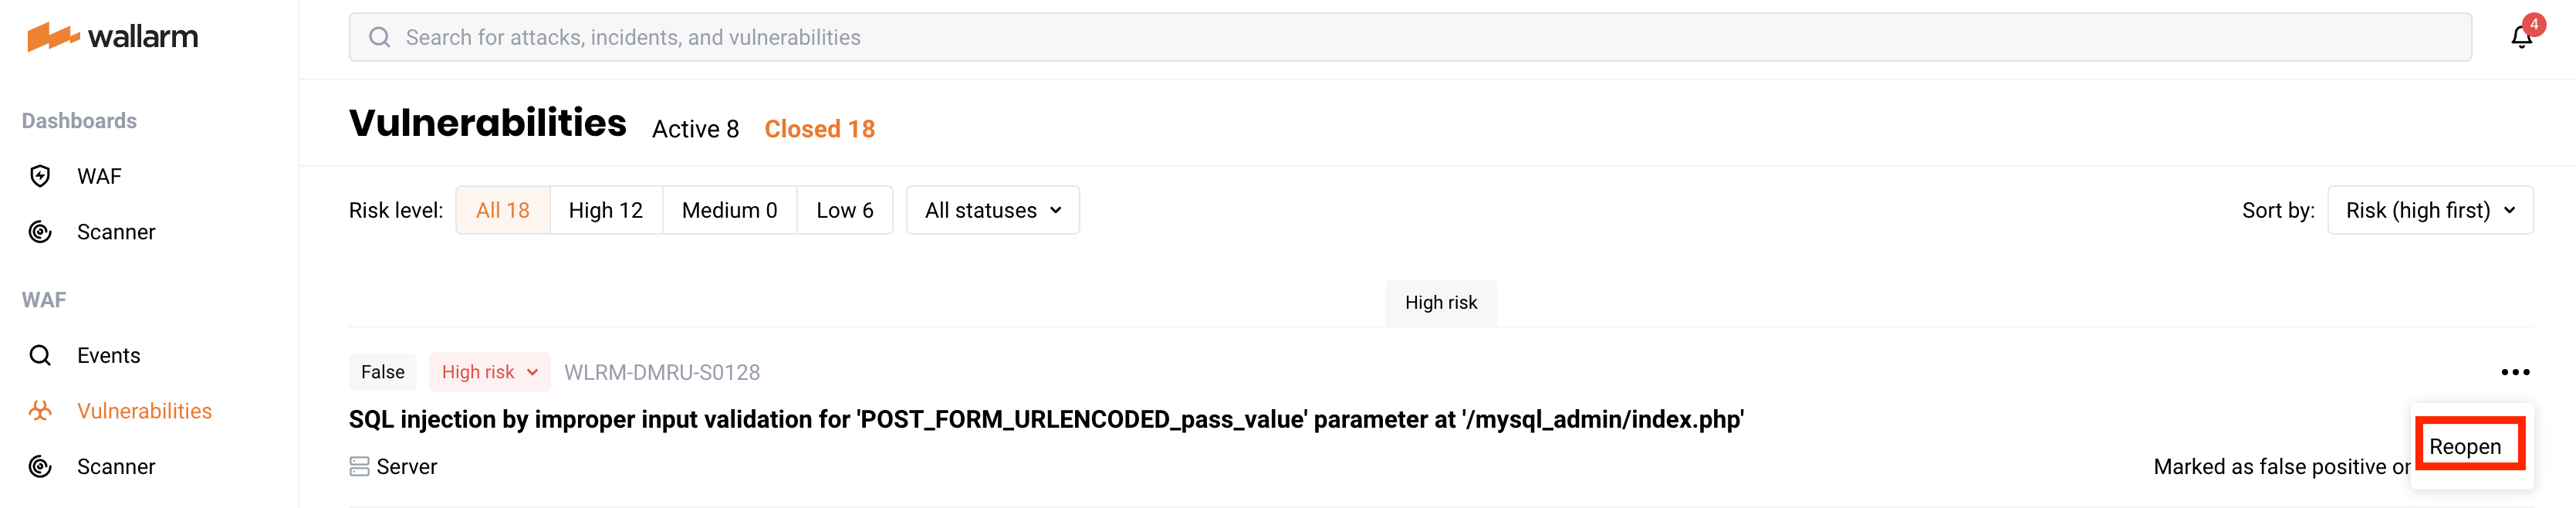 wallarm
Search for attacks, incidents, and vulnerabilities
4
Dashboards
WAF
Scanner
WAF
Events
Vulnerabilities
Scanner
Vulnerabilities Active 8 Closed 18
Risk level: All 18 High 12 Medium 0 Low 6 All statuses Sort by: Risk (high first)
High risk
False High risk WLRM-DMRU-S0128
SQL injection by improper input validation for 'POST_FORM_URLENCODED_pass_value' parameter at '/mysql_admin/index.php'
Reopen
Server Marked as false positive